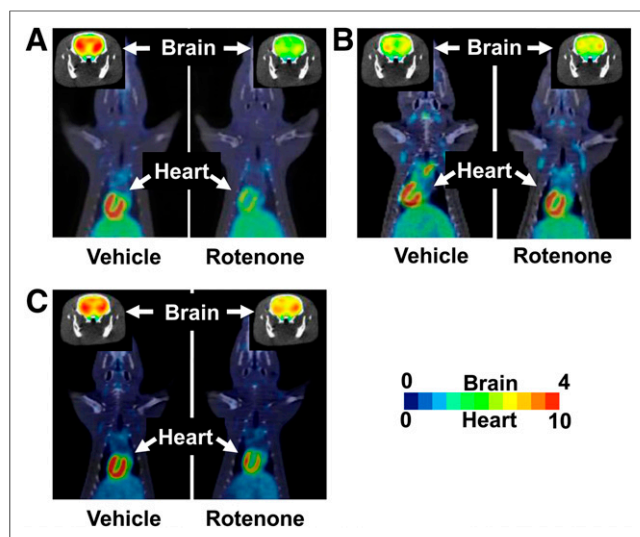 A
Brain
Heart
Vehicle Rotenone
B
Brain
Heart
Vehicle Rotenone
C
Brain
Heart
Vehicle Rotenone
0 Brain 4
0 Heart 10